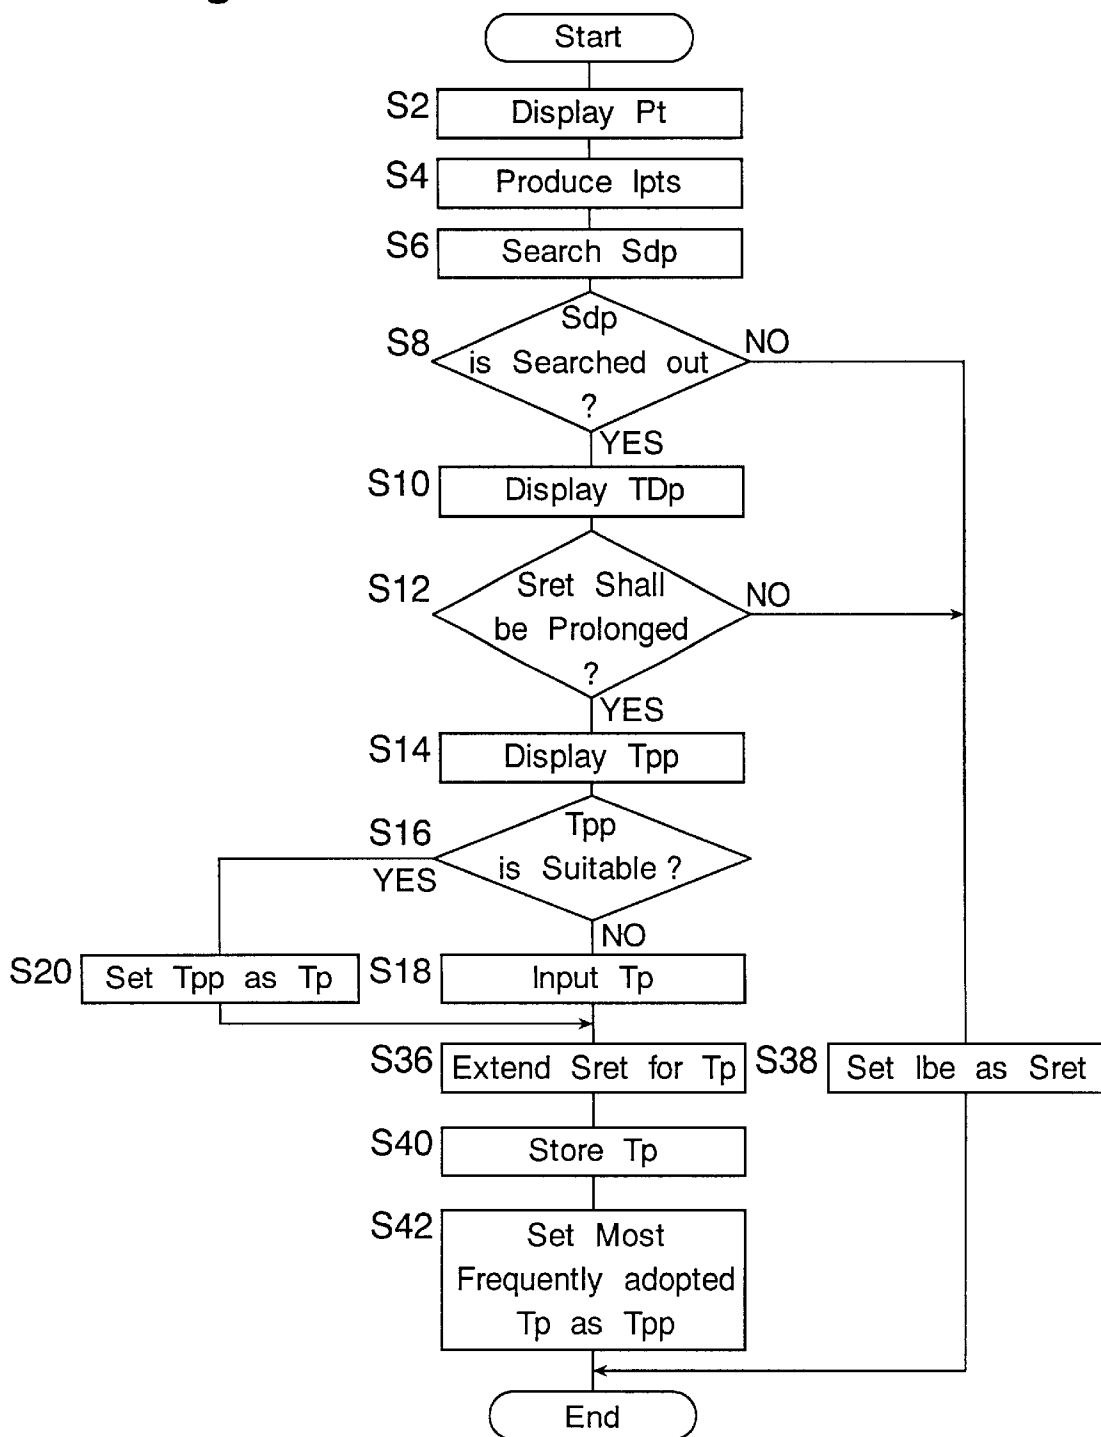 Start
S2
Display Pt
S4
Produce Ipts
S6
Search Sdp
S8
Sdp
is Searched out
?
NO
YES
S10
Display TDp
S12
Sret Shall
be Prolonged
?
NO
YES
S14
Display Tpp
S16
Tpp
is Suitable ?
YES
NO
S20
Set Tpp as Tp
S18
Input Tp
S36
Extend Sret for Tp
S38
Set Ibe as Sret
S40
Store Tp
S42
Set Most
Frequently adopted
Tp as Tpp
End